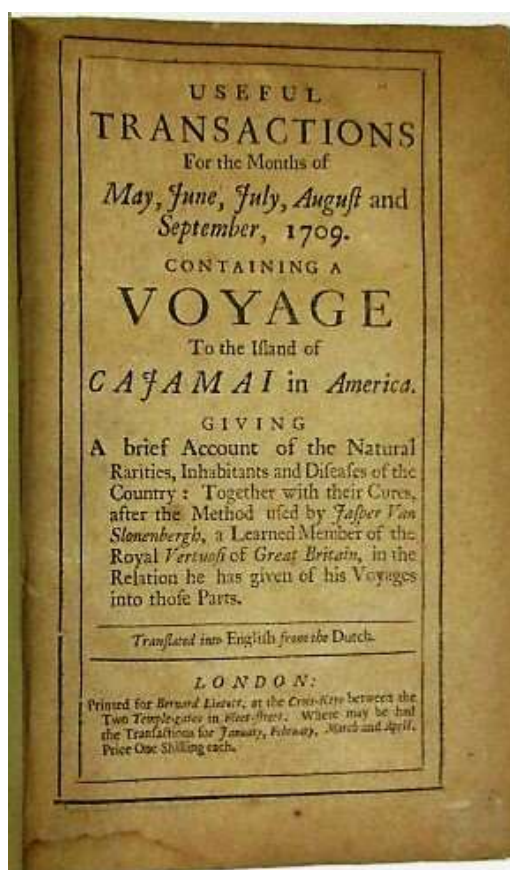 USEFUL
TRANSACTIONS
For the Months of
May, June, July, Auguſt and
September, 1709.
CONTAINING A
VOYAGE
To the Iſland of
CAJAMAI in America.
GIVING
A brief Account of the Natural
Rarities, Inhabitants and Diſeaſes of the
Country : Together with their Cures,
after the Method uſed by Jaſper Van
Slonenbergh, a Learned Member of the
Royal Vertuoſi of Great Britain, in the
Relation he has given of his Voyages
into thoſe Parts.
Tranſlated into Engliſh from the Dutch.
LONDON:
Printed for Bernard Lintott, at the Croſs-Keys between the
Two Temple-gates in Fleet-ſtreet. Where may be had
the Tranſactions for January, February, March and April.
Price One Shilling each.